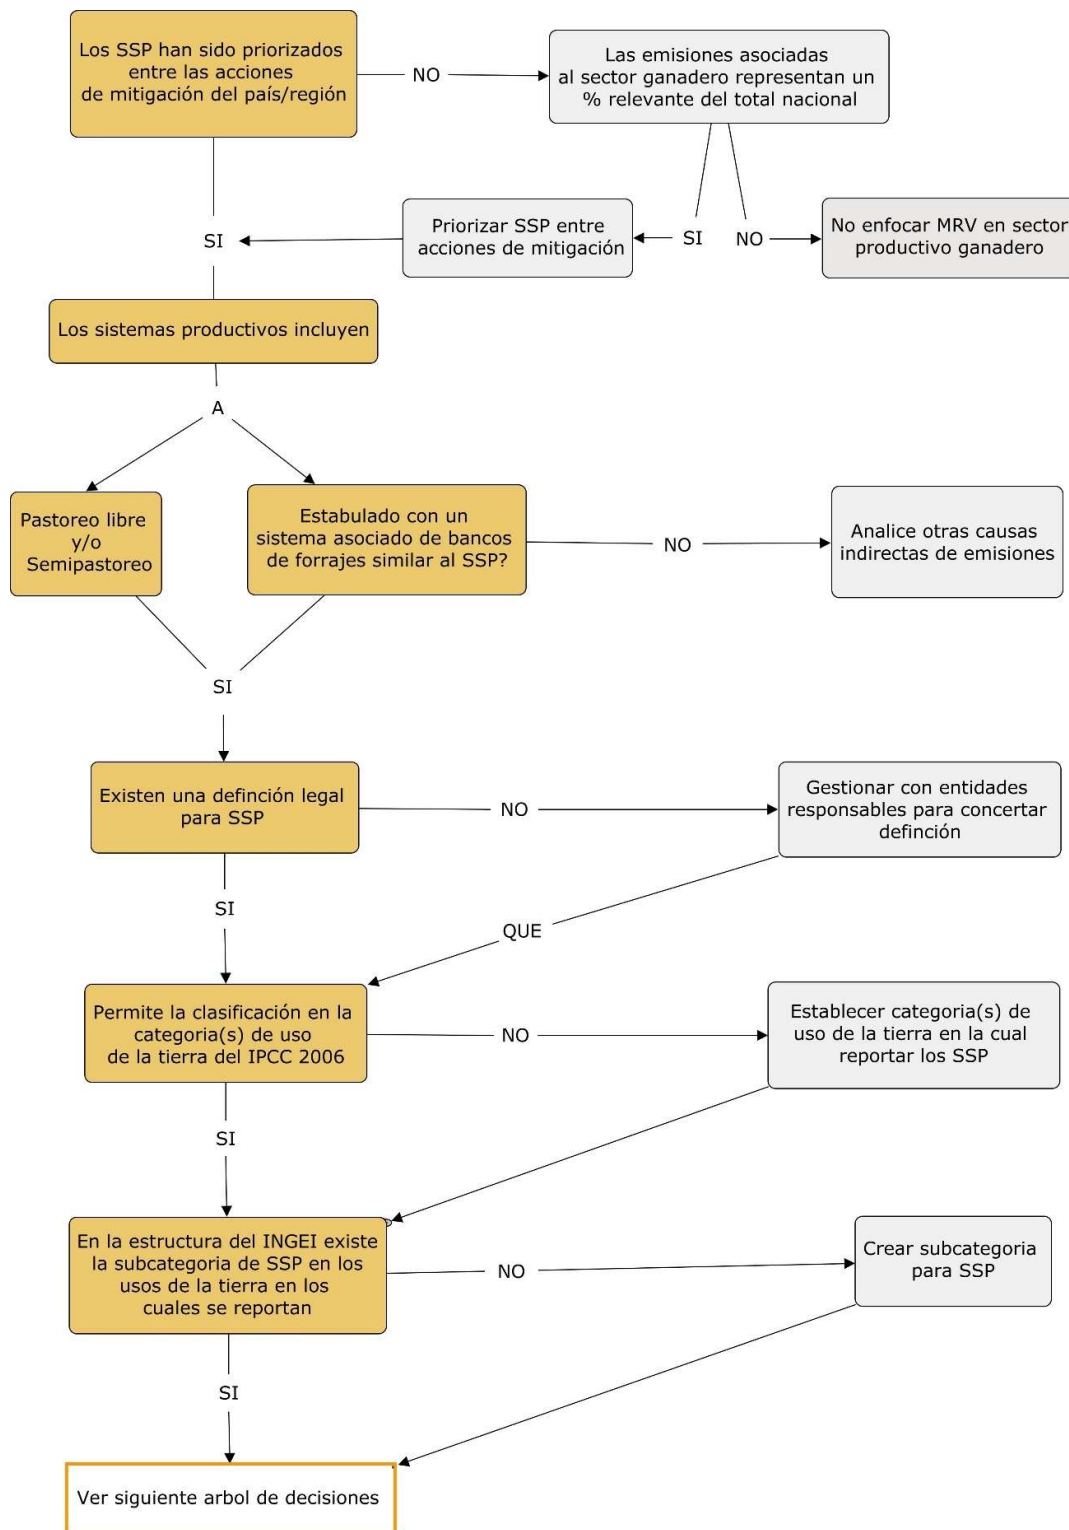 Los SSP han sido priorizados
entre las acciones
de mitigación del país/región
NO
Las emisiones asociadas
al sector ganadero representan un
% relevante del total nacional
SI
Priorizar SSP entre
acciones de mitigación
SI
NO
No enfocar MRV en sector
productivo ganadero
Los sistemas productivos incluyen
A
Pastoreo libre
y/o
Semipastoreo
Estabulado con un
sistema asociado de bancos
de forrajes similar al SSP?
NO
Analice otras causas
indirectas de emisiones
SI
Existen una definción legal
para SSP
NO
Gestionar con entidades
responsables para concertar
definción
SI
QUE
Permite la clasificación en la
categoria(s) de uso
de la tierra del IPCC 2006
NO
Establecer categoria(s) de
uso de la tierra en la cual
reportar los SSP
SI
En la estructura del INGEI existe
la subcategoria de SSP en los
usos de la tierra en los
cuales se reportan
NO
Crear subcategoria
para SSP
SI
Ver siguiente arbol de decisiones